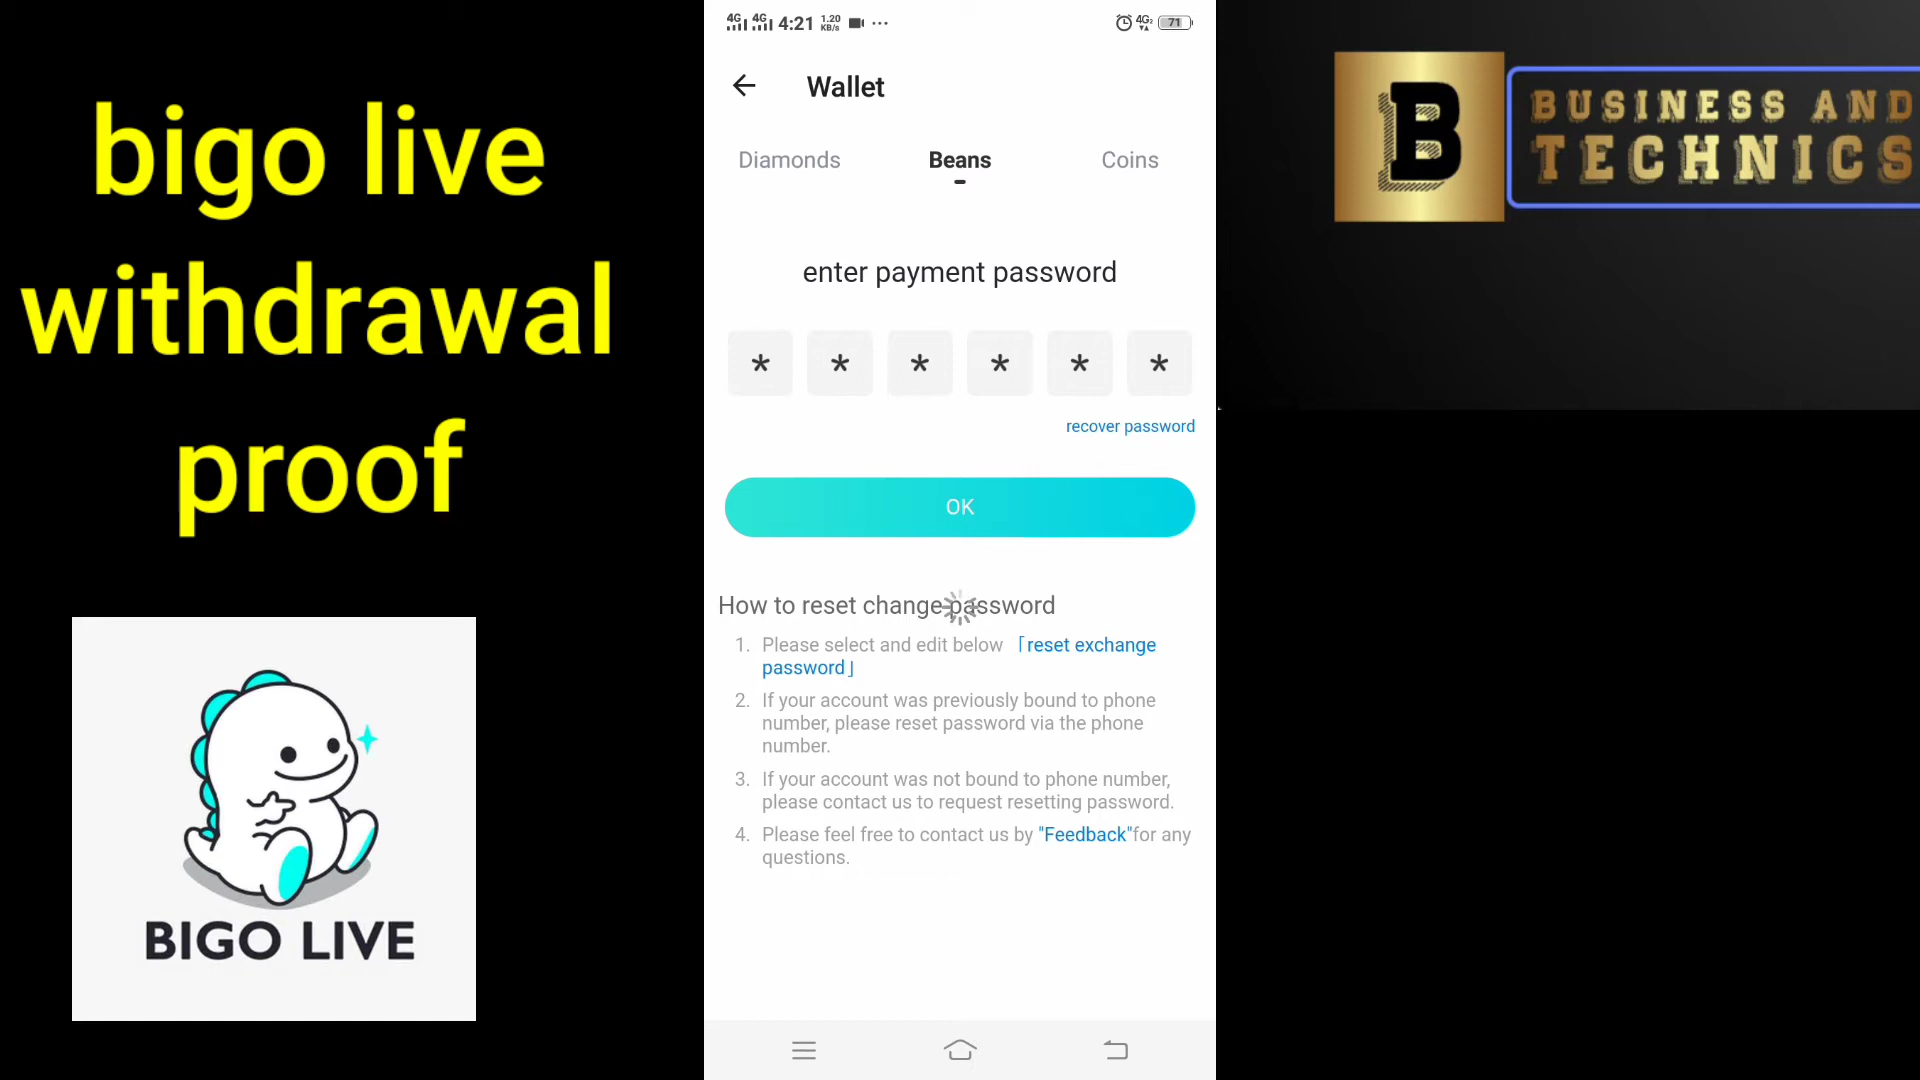 bigo live
withdrawal
proof
BIGO LIVE
4G 4G 4:21 1.20 KB/s ... 4G 71
Wallet
Diamonds Beans Coins
enter payment password
* * * * * *
recover password
OK
How to reset change password
1. Please select and edit below 「reset exchange
password」
2. If your account was previously bound to phone
number, please reset password via the phone
number.
3. If your account was not bound to phone number,
please contact us to request resetting password.
4. Please feel free to contact us by "Feedback"for any
questions.
B
BUSINESS AND
TECHNICS